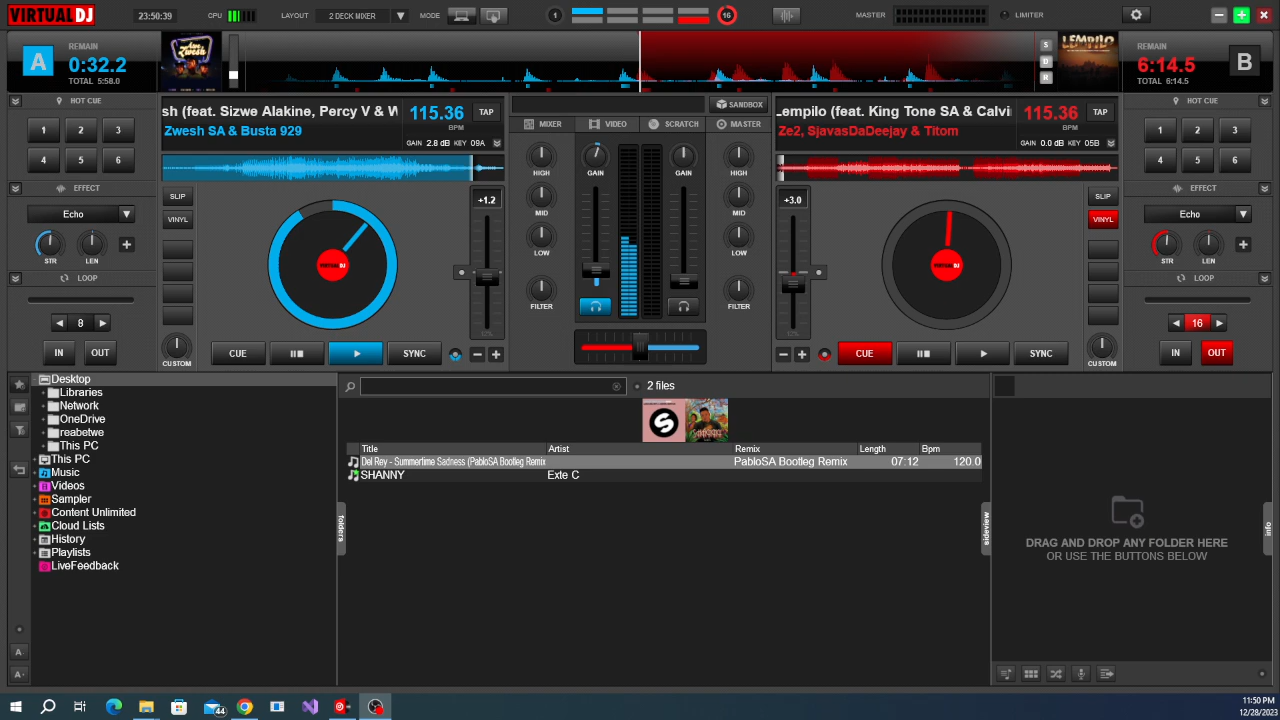 VIRTUAL DJ
23:50:39
CPU
LAYOUT
2 DECK MIXER
MODE
1
16
MASTER
LIMITER
A
REMAIN
0:32.2
TOTAL 5:58.0
S
R
LEMPILO
REMAIN
6:14.5
TOTAL 6:14.5
B
HOT CUE
sh (feat. Sizwe Alakine, Percy V & W
115.36
TAP
BPM
Zwesh SA & Busta 929
GAIN 2.8 dB KEY 09A
SANDBOX
MIXER
VIDEO
SCRATCH
MASTER
Lempilo (feat. King Tone SA & Calvi
115.36
TAP
BPM
Ze2, SjavasDaDeejay & Titom
GAIN 0.0 dB KEY 05B
HOT CUE
1 2 3
4 5 6
1 2 3
4 5 6
EFFECT
Echo
STR LEN
LOOP
8
IN OUT
SLIP
VINYL
CUSTOM
VIRTUAL DJ
+1.2
CUE
SYNC
HIGH
MID
LOW
FILTER
GAIN
GAIN
HIGH
MID
LOW
FILTER
+3.0
VIRTUAL DJ
CUE
SYNC
SLIP
VINYL
CUSTOM
EFFECT
Echo
STR LEN
LOOP
16
IN OUT
Desktop
Libraries
Network
OneDrive
reabetwe
This PC
This PC
Music
Videos
Sampler
Content Unlimited
Cloud Lists
History
Playlists
LiveFeedback
folders
2 files
Title Artist Remix Length Bpm
Del Rey - Summertime Sadness (PabloSA Bootleg Remix PabloSA Bootleg Remix 07:12 120.0
SHANNY Exte C
sideview
DRAG AND DROP ANY FOLDER HERE
OR USE THE BUTTONS BELOW
info
44
11:50 PM
12/28/2023